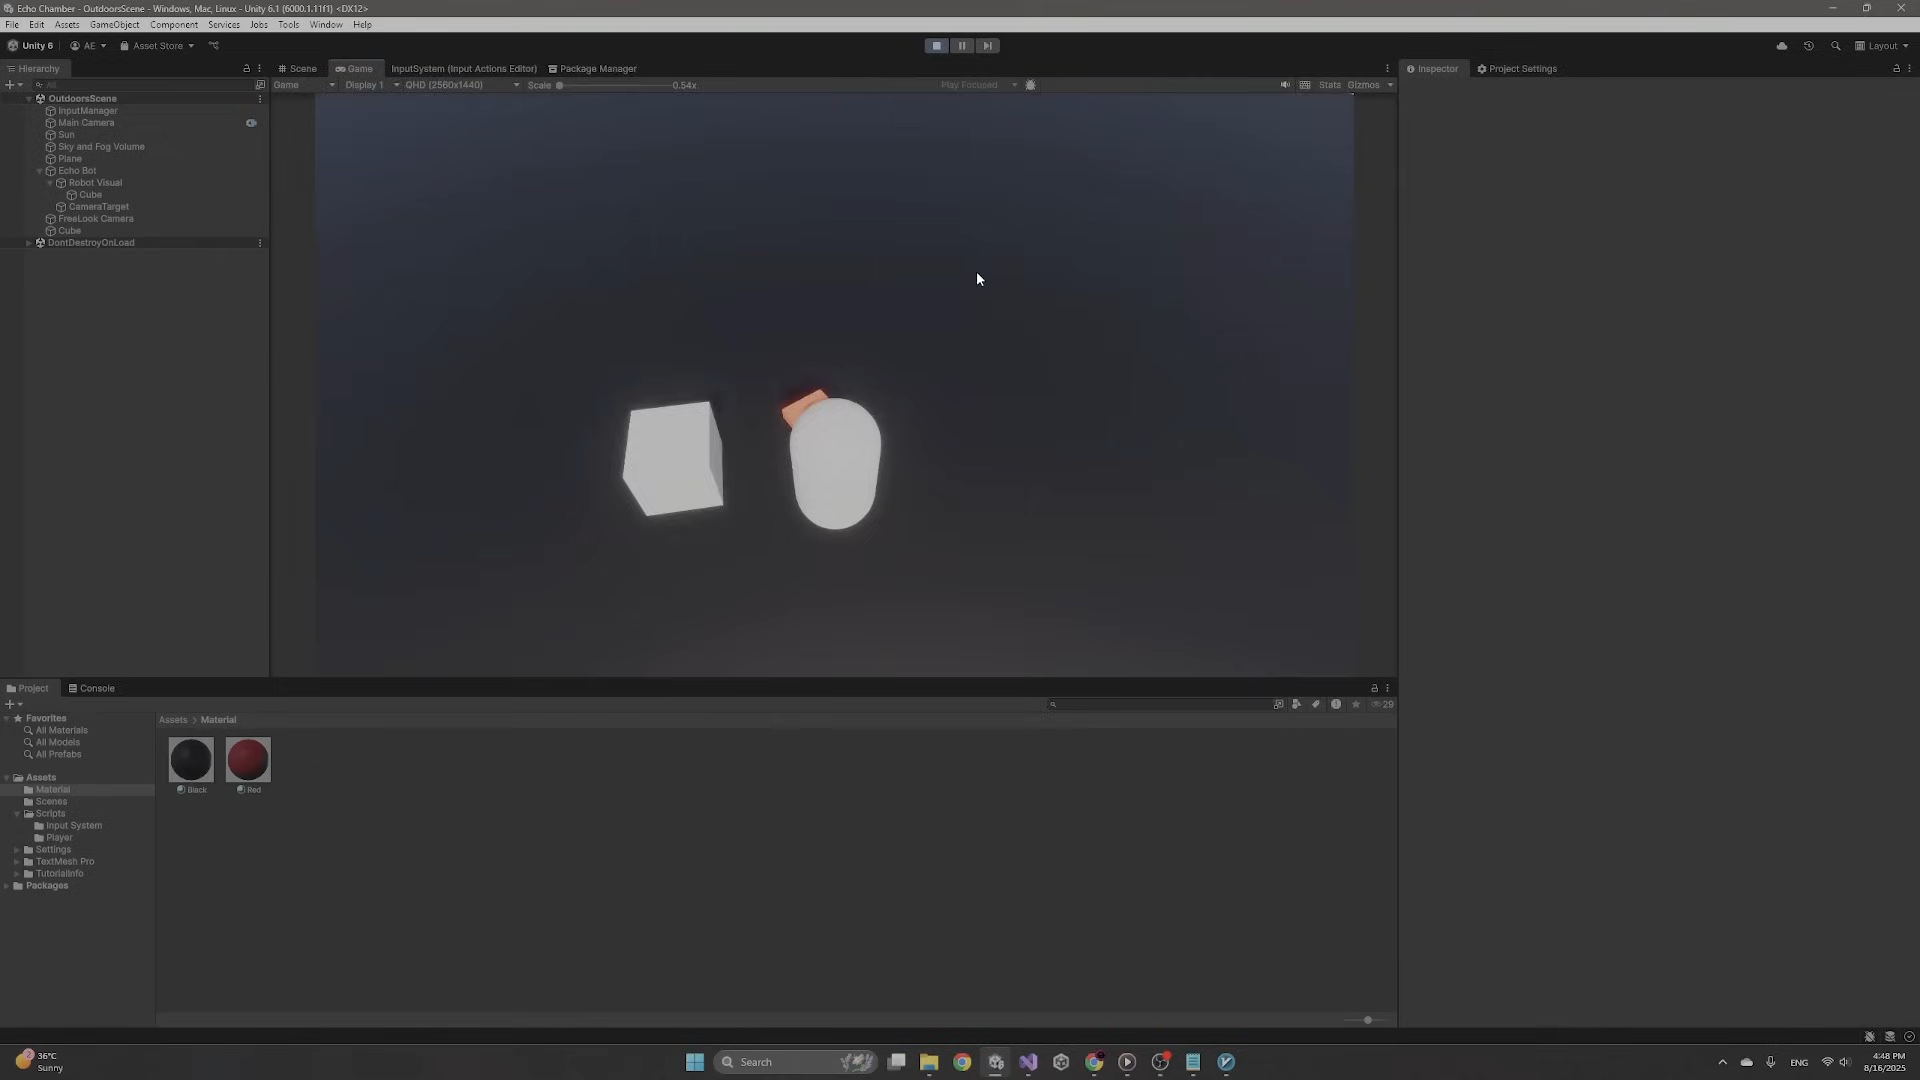 Echo Chamber - OutdoorsScene - Windows, Mac, Linux - Unity 6.1 (6000.1.11f1) <DX12>
File Edit Assets GameObject Component Services Jobs Tools Window Help
Unity 6 AE Asset Store Layout
Hierarchy Scene Game InputSystem (Input Actions Editor) Package Manager Inspector Project Settings
All Game Display 1 QHD (2560x1440) Scale 0.54x Play Focused Stats Gizmos
OutdoorsScene
InputManager
Main Camera
Sun
Sky and Fog Volume
Plane
Echo Bot
Robot Visual
Cube
CameraTarget
FreeLook Camera
Cube
DontDestroyOnLoad
Project Console
29
Favorites Assets > Material
All Materials
All Models
All Prefabs
Assets
Material Black Red
Scenes
Scripts
Input System
Player
Settings
TextMesh Pro
TutorialInfo
Packages
2 36°C
Sunny
Search
ENG
4:48 PM
8/16/2025